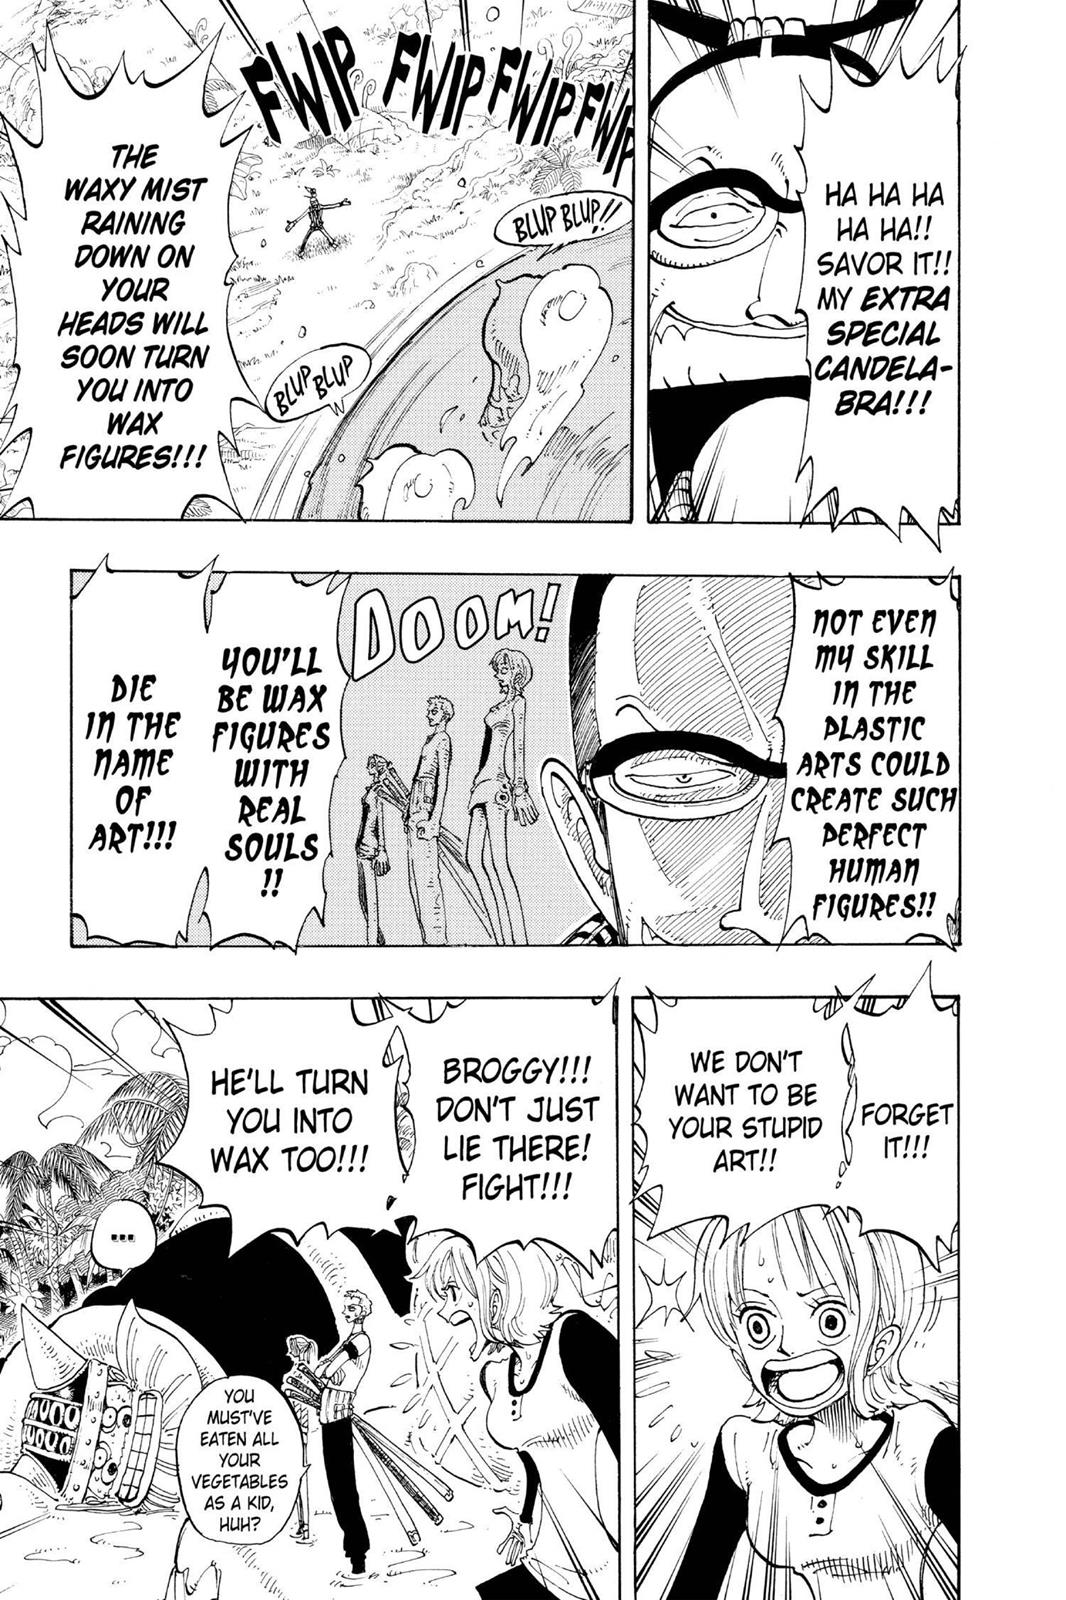 HA HA HA
HA HA!!
SAVOR IT!!
MY EXTRA
SPECIAL
CANDELA-
BRA!!!
FWIP FWIP FWIP FWIP
BLUP BLUP!!
BLUP BLUP
THE
WAXY MIST
RAINING
DOWN ON
YOUR
HEADS WILL
SOON TURN
YOU INTO
WAX
FIGURES!!!
NOT EVEN
MY SKILL
IN THE
PLASTIC
ARTS COULD
CREATE SUCH
PERFECT
HUMAN
FIGURES!!
DOOM!
YOU'LL
BE WAX
FIGURES
WITH
REAL
SOULS
!!
DIE
IN THE
NAME
OF
ART!!!
FORGET
IT!!!
WE DON'T
WANT TO BE
YOUR STUPID
ART!!
BROGGY!!!
DON'T JUST
LIE THERE!
FIGHT!!!
HE'LL TURN
YOU INTO
WAX TOO!!!
...
YOU
MUST'VE
EATEN ALL
YOUR
VEGETABLES
AS A KID,
HUH?